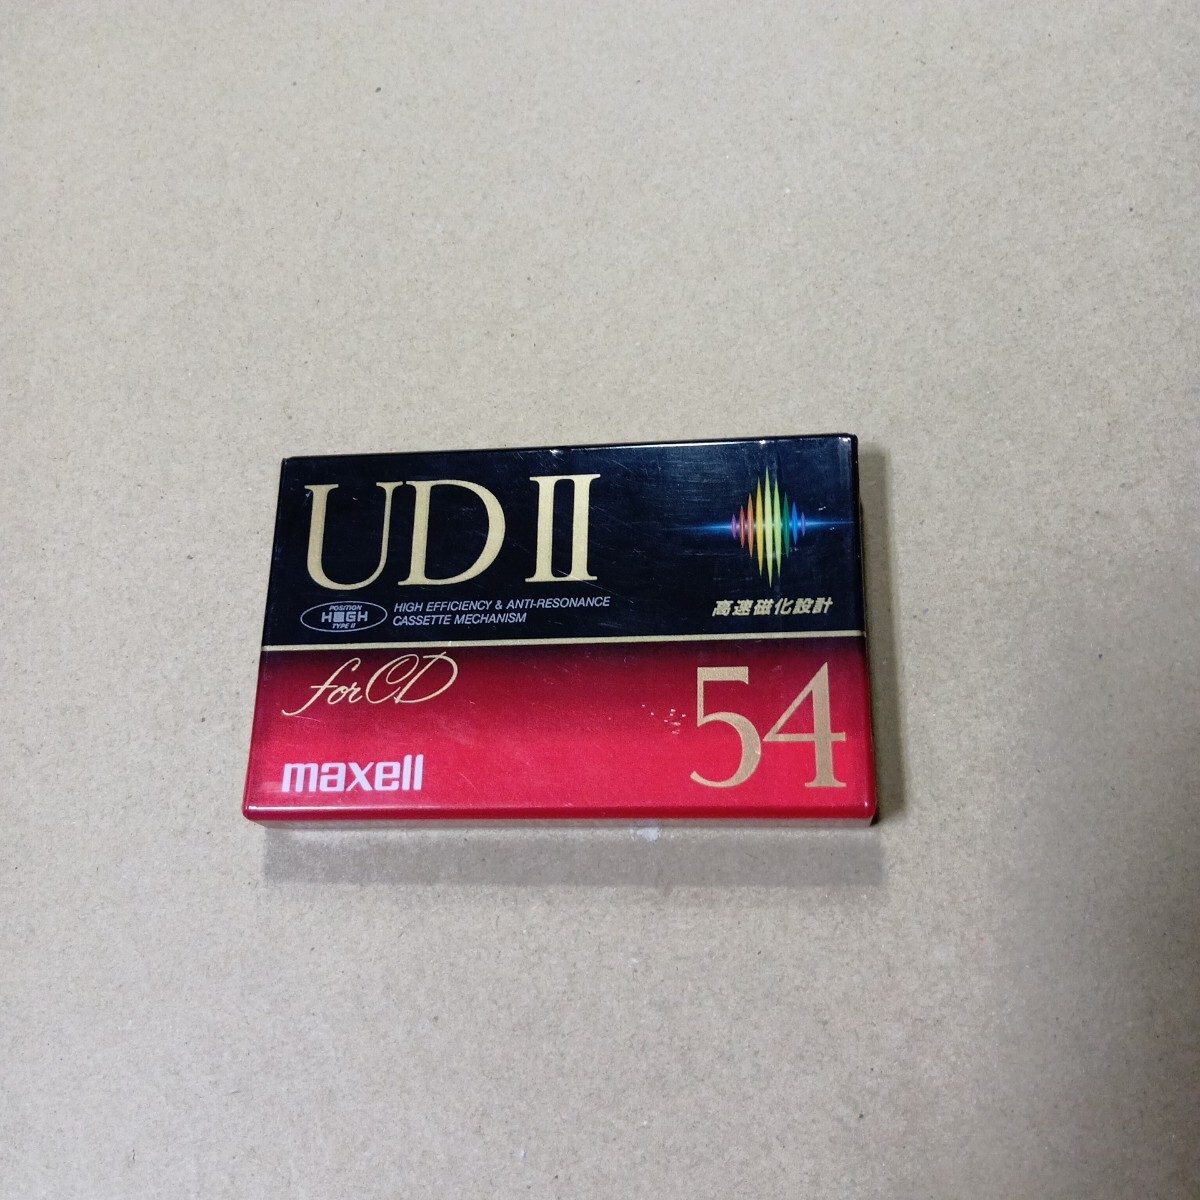 UD II
POSITION
HIGH
TYPE II
HIGH EFFICIENCY & ANTI-RESONANCE
CASSETTE MECHANISM
高速磁化設計
for CD
54
maxell